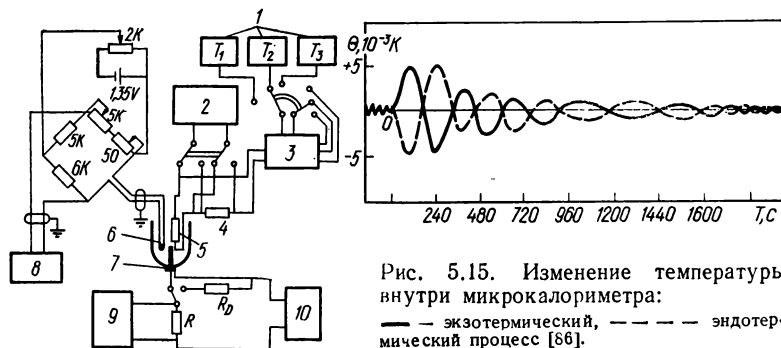 1
2K
T₁ T₂ T₃
1,35V
2
5K
5K
50
6K
3
4
5
6
7
8
9
R
R_D
10
Θ,10⁻³K
+5
0
-5
240 480 720 960 1200 1440 1600 T,с
Рис. 5.15. Изменение температуры
внутри микрокалориметра:
— экзотермический, — — — — эндотер-
мический процесс [86].